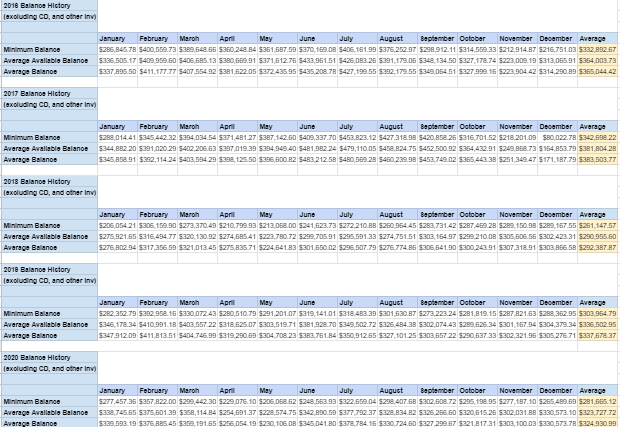 2016 Balance History
(excluding CD, and other inv)
January February March April May June July August September October November December Average
Minimum Balance $286,845.78 $400,559.73 $389,648.66 $360,248.84 $361,687.59 $370,169.08 $406,161.99 $376,252.97 $298,912.11 $314,559.33 $212,914.87 $216,751.03 $332,892.67
Average Available Balance $336,505.17 $409,959.60 $406,685.13 $380,669.91 $371,612.76 $433,961.51 $426,083.26 $391,179.06 $348,134.50 $327,178.74 $223,009.19 $313,065.91 $364,003.73
Average Balance $337,895.50 $411,177.77 $407,554.92 $381,622.05 $372,435.95 $435,208.78 $427,199.55 $392,179.55 $349,064.51 $327,999.16 $223,904.42 $314,290.89 $365,044.42
2017 Balance History
(excluding CD, and other inv)
January February March April May June July August September October November December Average
Minimum Balance $288,014.41 $345,442.32 $394,034.54 $371,481.27 $387,142.60 $409,337.70 $453,823.12 $427,318.98 $420,858.26 $316,701.52 $218,201.09 $80,022.78 $342,698.22
Average Available Balance $344,882.20 $391,020.29 $402,206.63 $397,019.39 $394,949.40 $481,982.24 $479,110.05 $458,824.75 $452,500.92 $364,432.91 $249,868.73 $164,853.79 $381,804.28
Average Balance $345,858.91 $392,114.24 $403,594.29 $398,125.50 $396,600.82 $483,212.58 $480,569.28 $460,239.98 $453,749.02 $365,443.38 $251,349.47 $171,187.79 $383,503.77
2018 Balance History
(excluding CD, and other inv)
January February March April May June July August September October November December Average
Minimum Balance $206,054.21 $306,159.90 $273,370.49 $210,799.93 $213,068.00 $241,623.73 $272,210.88 $260,964.45 $283,731.42 $287,469.28 $289,150.98 $289,167.55 $261,147.57
Average Available Balance $275,921.65 $316,494.77 $320,130.92 $274,685.41 $223,780.72 $299,705.91 $295,591.33 $274,751.51 $303,164.97 $299,210.08 $305,606.56 $302,423.31 $290,955.60
Average Balance $276,802.94 $317,356.59 $321,013.45 $275,835.71 $224,641.83 $301,650.02 $296,507.79 $276,774.86 $306,641.90 $300,243.91 $307,318.91 $303,866.58 $292,387.87
2019 Balance History
(excluding CD, and other inv)
January February March April May June July August September October November December Average
Minimum Balance $282,352.79 $392,958.16 $330,072.43 $280,510.79 $291,201.07 $319,141.01 $318,483.39 $301,630.87 $273,223.24 $281,819.15 $287,821.63 $288,362.95 $303,964.79
Average Available Balance $346,178.34 $410,991.18 $403,557.22 $318,625.07 $303,519.71 $381,928.70 $349,502.72 $326,484.38 $302,074.43 $289,626.34 $301,167.94 $304,379.34 $336,502.95
Average Balance $347,912.09 $411,813.51 $404,746.99 $319,290.69 $304,708.23 $383,761.84 $350,912.65 $327,101.25 $303,657.22 $290,637.33 $302,321.96 $305,276.71 $337,678.37
2020 Balance History
(excluding CD, and other inv)
January February March April May June July August September October November December Average
Minimum Balance $277,457.36 $357,822.00 $299,442.30 $229,076.10 $206,068.62 $248,563.93 $322,659.04 $298,407.68 $302,608.72 $295,198.95 $277,187.10 $265,489.69 $281,665.12
Average Available Balance $338,745.65 $375,601.39 $358,114.84 $254,691.37 $228,574.75 $342,890.59 $377,792.37 $328,834.82 $326,266.60 $320,615.26 $302,031.88 $330,573.10 $323,727.72
Average Balance $339,593.19 $376,885.45 $359,191.65 $256,054.19 $230,106.08 $345,041.80 $378,784.56 $330,724.60 $327,299.67 $321,817.31 $303,100.03 $330,573.78 $324,930.99